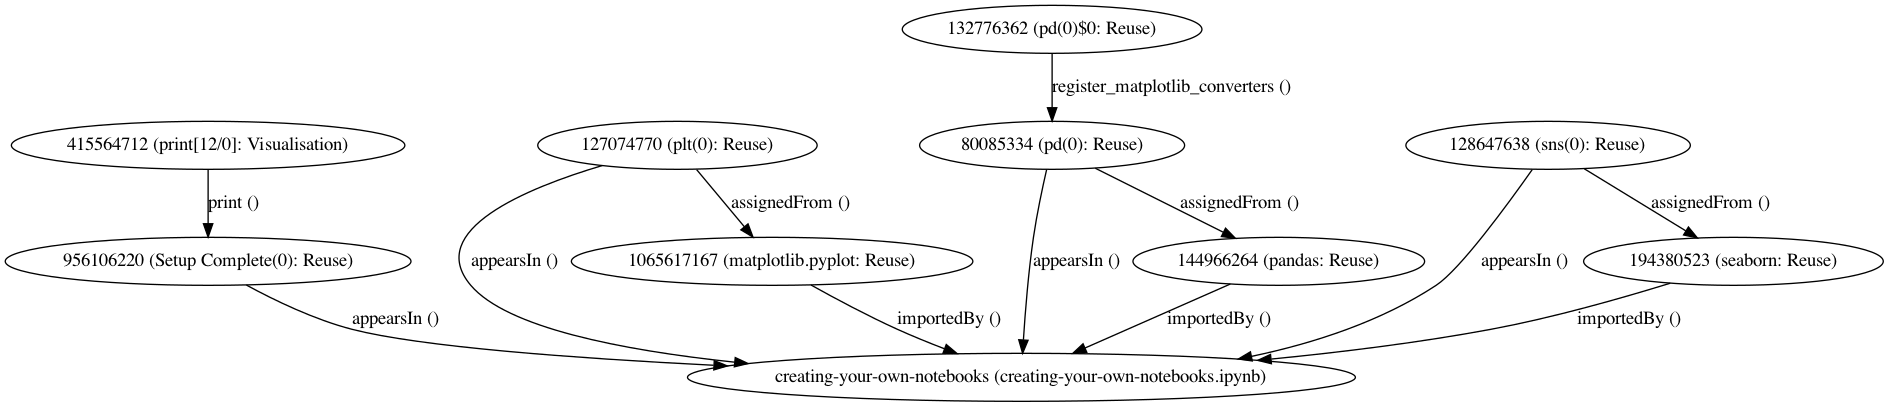 132776362 (pd(0)$0: Reuse)
register_matplotlib_converters ()
415564712 (print[12/0]: Visualisation)
127074770 (plt(0): Reuse)
80085334 (pd(0): Reuse)
128647638 (sns(0): Reuse)
print ()
assignedFrom ()
assignedFrom ()
assignedFrom ()
956106220 (Setup Complete(0): Reuse)
appearsIn ()
1065617167 (matplotlib.pyplot: Reuse)
appearsIn ()
144966264 (pandas: Reuse)
appearsIn ()
194380523 (seaborn: Reuse)
appearsIn ()
importedBy ()
importedBy ()
importedBy ()
creating-your-own-notebooks (creating-your-own-notebooks.ipynb)